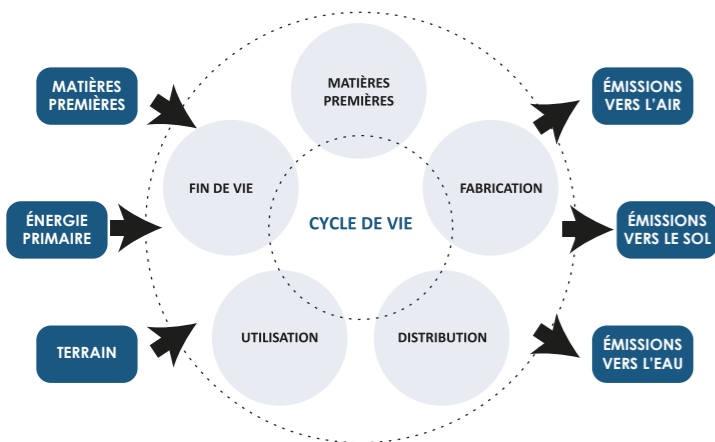 MATIÈRES
PREMIÈRES
MATIÈRES
PREMIÈRES
ÉMISSIONS
VERS L'AIR
FIN DE VIE
FABRICATION
ÉNERGIE
PRIMAIRE
CYCLE DE VIE
ÉMISSIONS
VERS LE SOL
TERRAIN
UTILISATION
DISTRIBUTION
ÉMISSIONS
VERS L'EAU